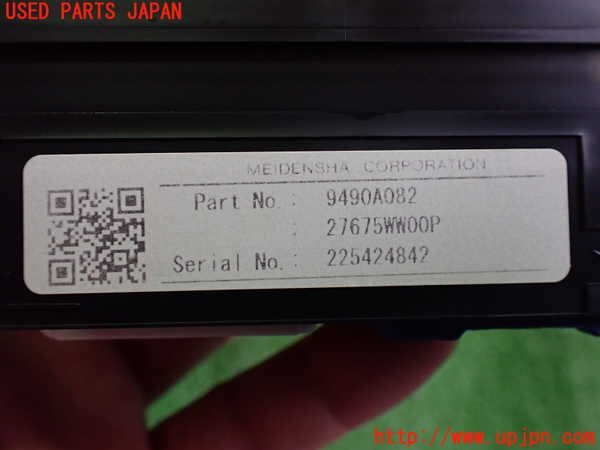 USED PARTS JAPAN
MEIDENSHA CORPORATION
Part No. : 9490A082
: 27675WW00P
Serial No. : 225424842
http://www.upjpn.com/